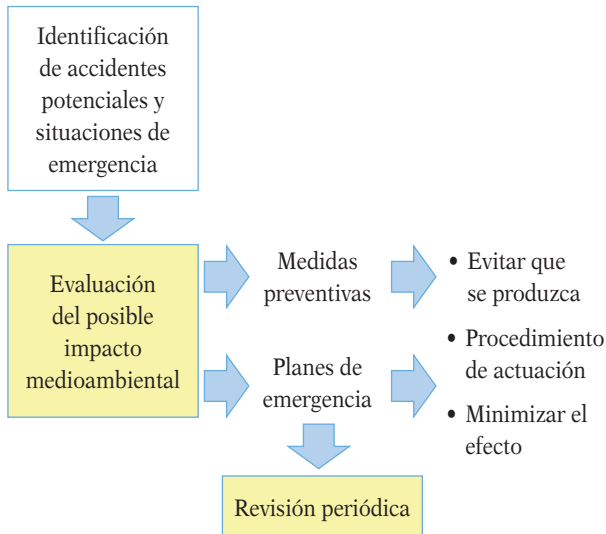 Identificación
de accidentes
potenciales y
situaciones de
emergencia
Evaluación
del posible
impacto
medioambiental
Medidas
preventivas
• Evitar que
se produzca
Planes de
emergencia
• Procedimiento
de actuación
• Minimizar el
efecto
Revisión periódica